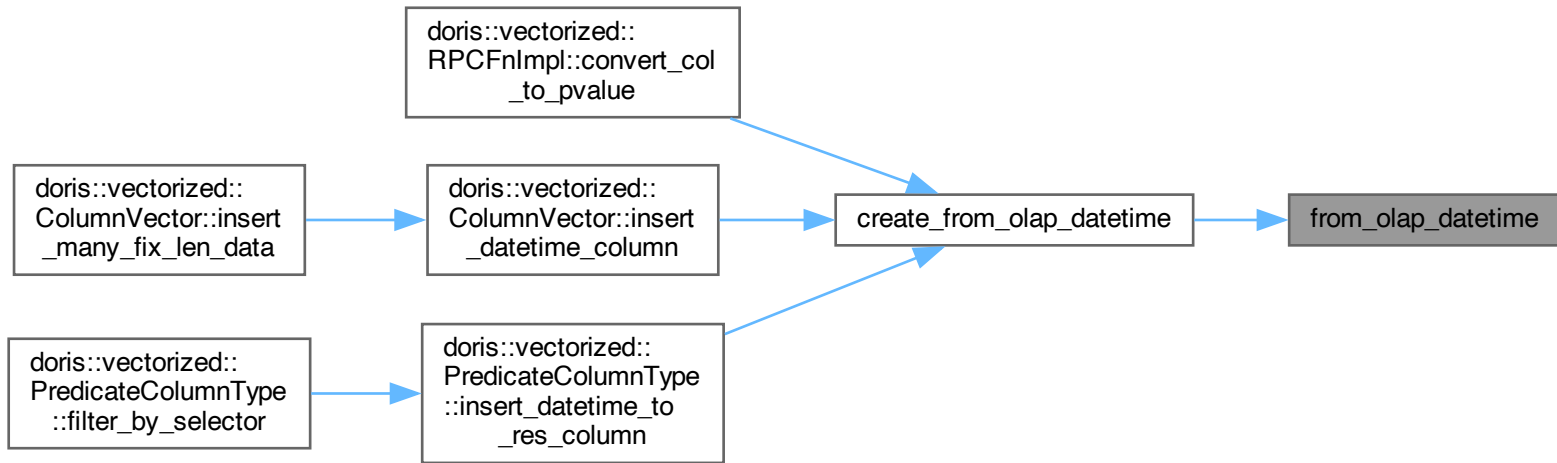 doris::vectorized::
RPCFnImpl::convert_col
_to_pvalue
doris::vectorized::
ColumnVector::insert
_many_fix_len_data
doris::vectorized::
ColumnVector::insert
_datetime_column
create_from_olap_datetime
from_olap_datetime
doris::vectorized::
PredicateColumnType
::filter_by_selector
doris::vectorized::
PredicateColumnType
::insert_datetime_to
_res_column